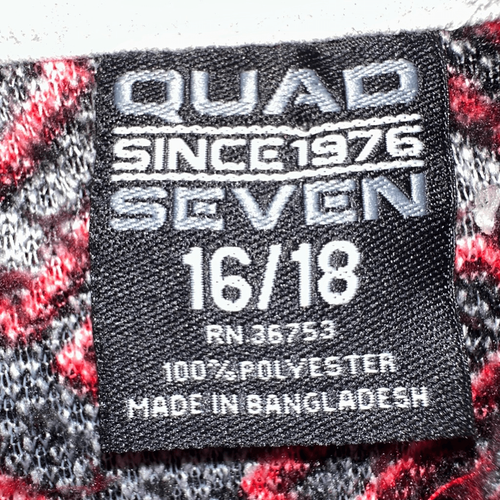 QUAD
SINCE 1976
SEVEN
16/18
RN 36753
100% POLYESTER
MADE IN BANGLADESH